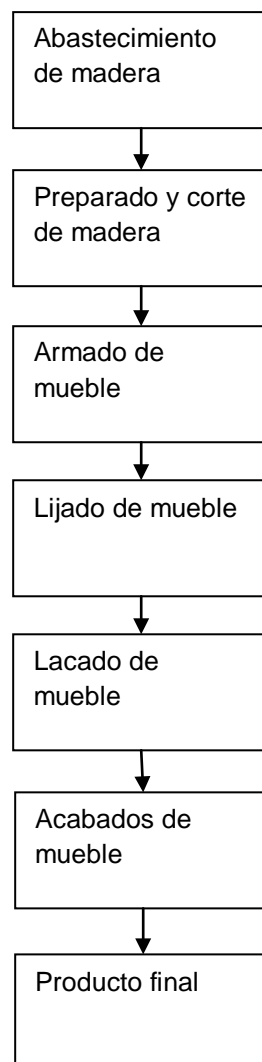 Abastecimiento
de madera
Preparado y corte
de madera
Armado de
mueble
Lijado de mueble
Lacado de
mueble
Acabados de
mueble
Producto final